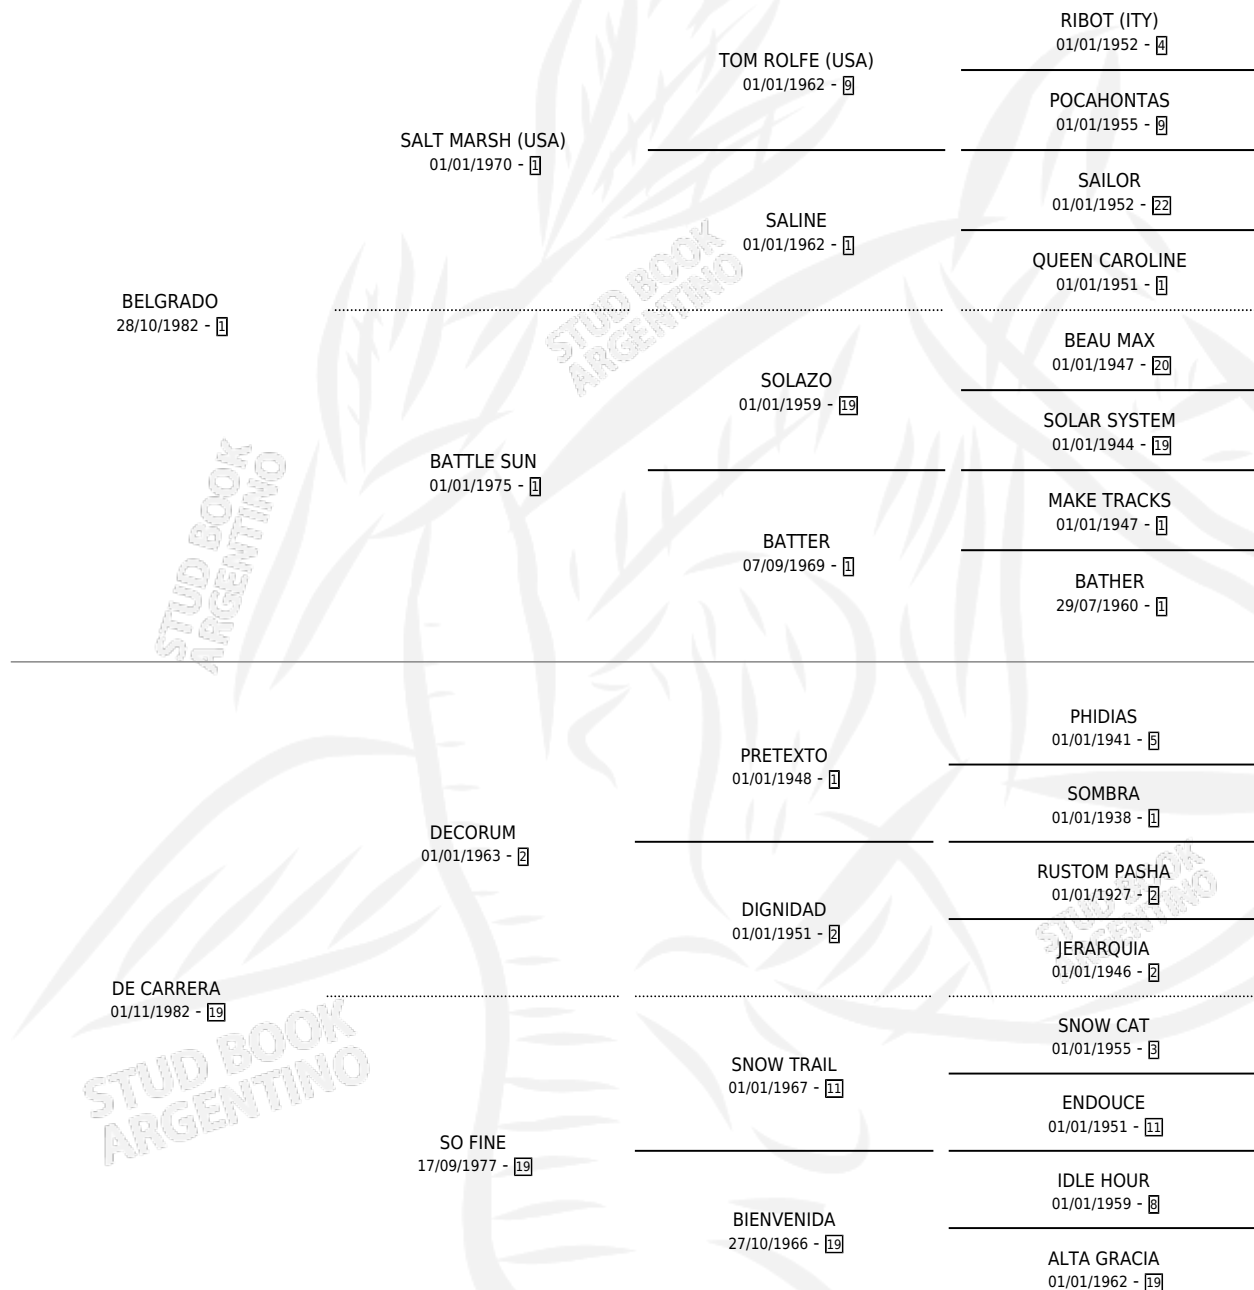 RIBOT (ITY)
01/01/1952 - 4
TOM ROLFE (USA)
01/01/1962 - 9
POCAHONTAS
01/01/1955 - 9
SALT MARSH (USA)
01/01/1970 - 1
SAILOR
01/01/1952 - 22
SALINE
01/01/1962 - 1
QUEEN CAROLINE
01/01/1951 - 1
BELGRADO
28/10/1982 - 1
BEAU MAX
01/01/1947 - 20
SOLAZO
01/01/1959 - 19
SOLAR SYSTEM
01/01/1944 - 19
BATTLE SUN
01/01/1975 - 1
MAKE TRACKS
01/01/1947 - 1
BATTER
07/09/1969 - 1
BATHER
29/07/1960 - 1
PHIDIAS
01/01/1941 - 5
PRETEXTO
01/01/1948 - 1
SOMBRA
01/01/1938 - 1
DECORUM
01/01/1963 - 2
RUSTOM PASHA
01/01/1927 - 2
DIGNIDAD
01/01/1951 - 2
JERARQUIA
01/01/1946 - 2
DE CARRERA
01/11/1982 - 19
SNOW CAT
01/01/1955 - 3
SNOW TRAIL
01/01/1967 - 11
ENDOUCE
01/01/1951 - 11
SO FINE
17/09/1977 - 19
IDLE HOUR
01/01/1959 - 8
BIENVENIDA
27/10/1966 - 19
ALTA GRACIA
01/01/1962 - 19
STUD BOOK
ARGENTINO
STUD BOOK
ARGENTINO
STUD BOOK
ARGENTINO
STUD BOOK
ARGENTINO